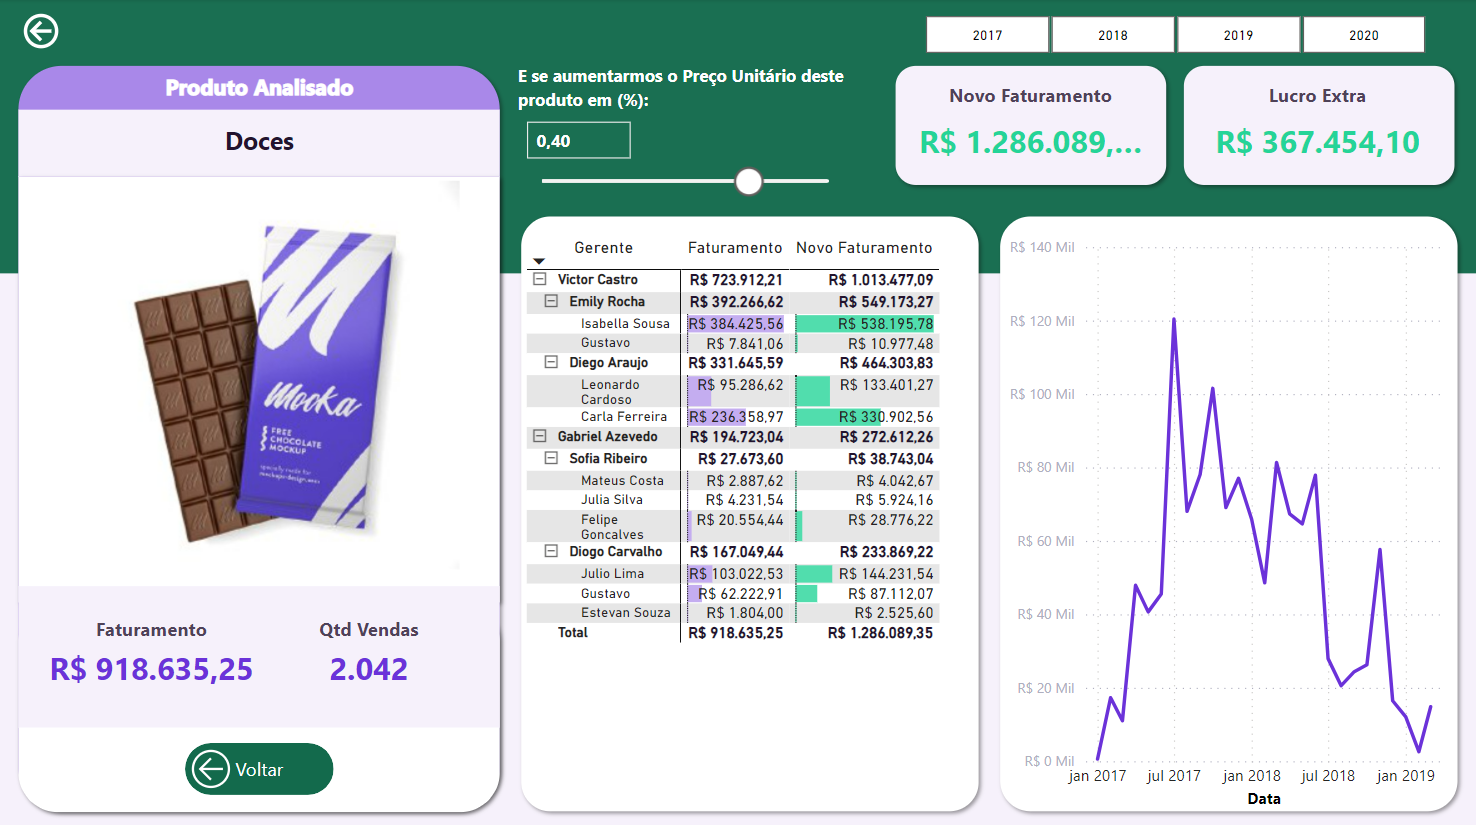 2017 2018 2019 2020
Produto Analisado
Doces
Mooka
FREE
CHOCOLATE
MOCKUP
Faturamento Qtd Vendas
R$ 918.635,25 2.042
Voltar
E se aumentarmos o Preço Unitário deste
produto em (%):
0,40
Novo Faturamento
R$ 1.286.089,...
Lucro Extra
R$ 367.454,10
Gerente Faturamento Novo Faturamento
Victor Castro R$ 723.912,21 R$ 1.013.477,09
Emily Rocha R$ 392.266,62 R$ 549.173,27
Isabella Sousa R$ 384.425,56 R$ 538.195,78
Gustavo R$ 7.841,06 R$ 10.977,48
Diego Araujo R$ 331.645,59 R$ 464.303,83
Leonardo R$ 95.286,62 R$ 133.401,27
Cardoso
Carla Ferreira R$ 236.358,97 R$ 330.902,56
Gabriel Azevedo R$ 194.723,04 R$ 272.612,26
Sofia Ribeiro R$ 27.673,60 R$ 38.743,04
Mateus Costa R$ 2.887,62 R$ 4.042,67
Julia Silva R$ 4.231,54 R$ 5.924,16
Felipe R$ 20.554,44 R$ 28.776,22
Goncalves
Diogo Carvalho R$ 167.049,44 R$ 233.869,22
Julio Lima R$ 103.022,53 R$ 144.231,54
Gustavo R$ 62.222,91 R$ 87.112,07
Estevan Souza R$ 1.804,00 R$ 2.525,60
Total R$ 918.635,25 R$ 1.286.089,35
R$ 140 Mil
R$ 120 Mil
R$ 100 Mil
R$ 80 Mil
R$ 60 Mil
R$ 40 Mil
R$ 20 Mil
R$ 0 Mil
jan 2017 jul 2017 jan 2018 jul 2018 jan 2019
Data